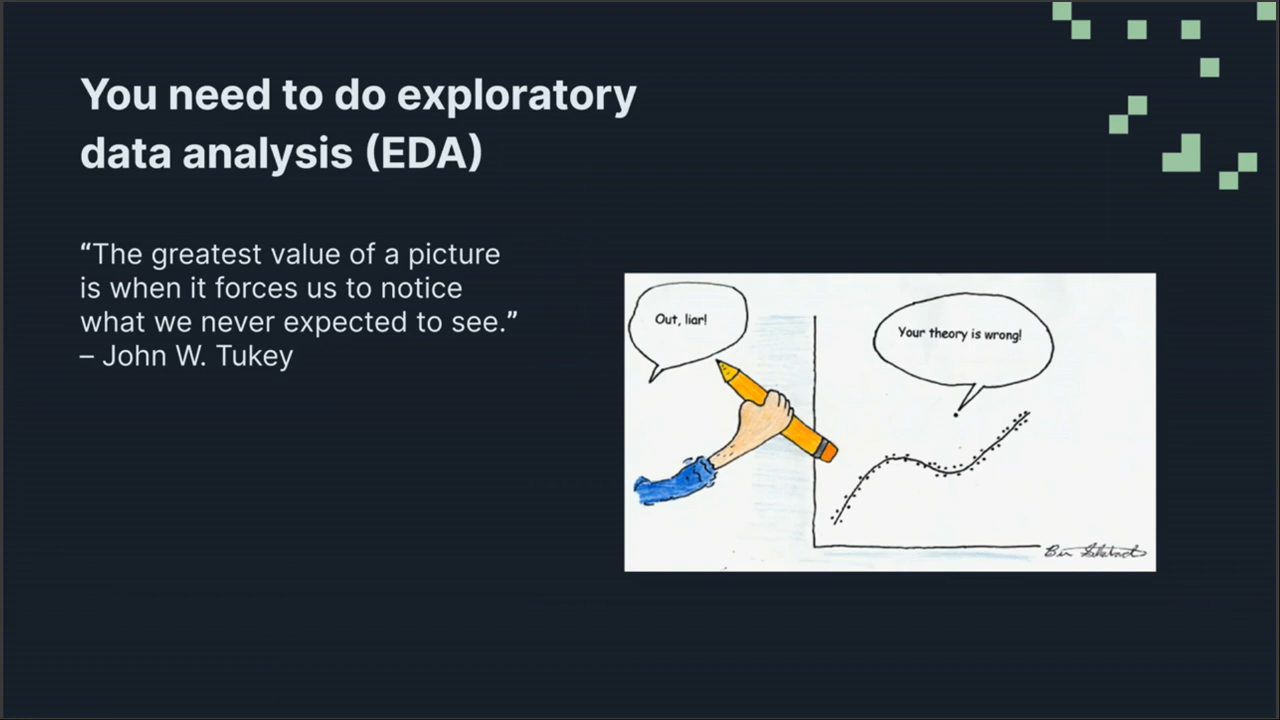 You need to do exploratory
data analysis (EDA)
“The greatest value of a picture
is when it forces us to notice
what we never expected to see.”
– John W. Tukey
Out, liar!
Your theory is wrong!